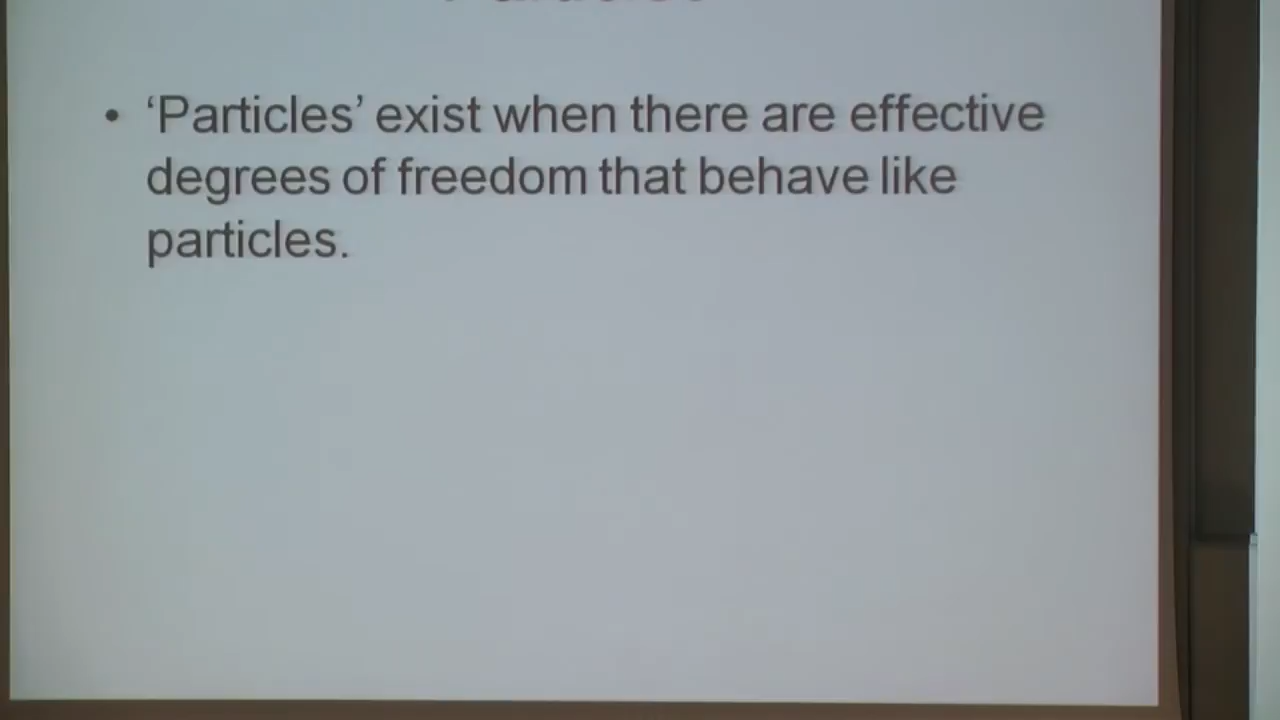 • ‘Particles’ exist when there are effective
degrees of freedom that behave like
particles.